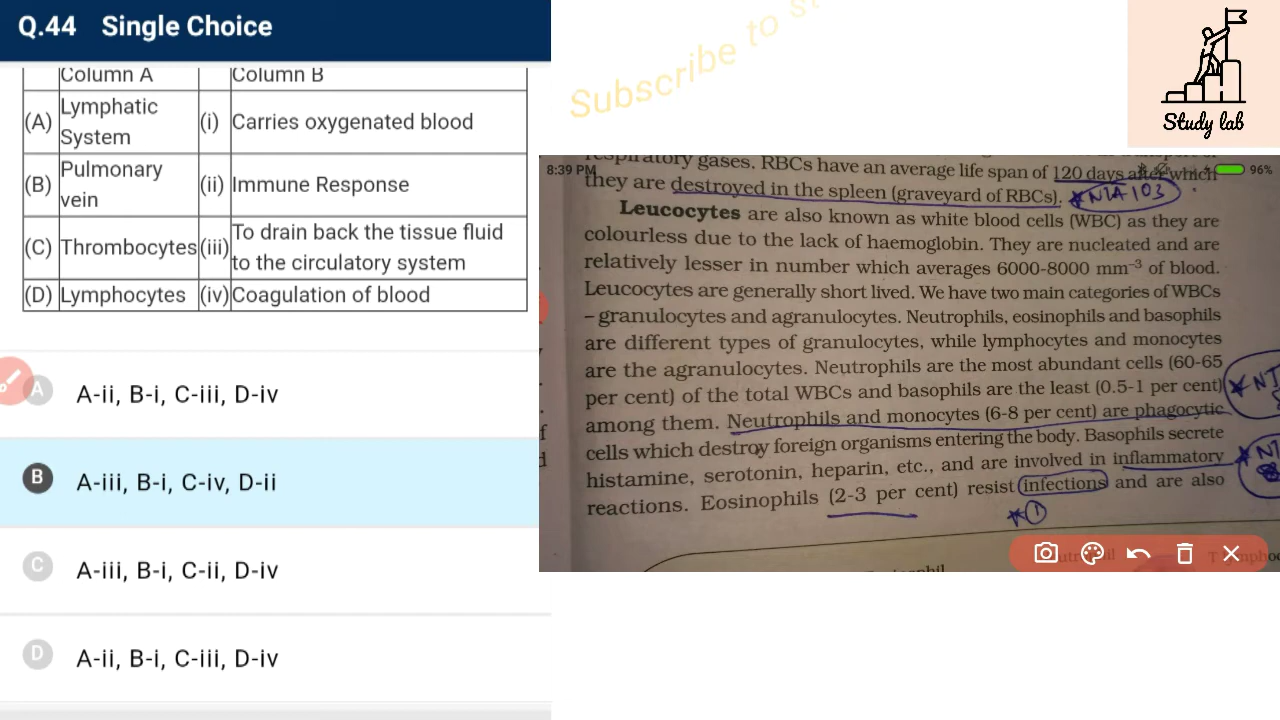 Q.44 Single Choice
Column A Column B
(A) Lymphatic System (i) Carries oxygenated blood
(B) Pulmonary vein (ii) Immune Response
(C) Thrombocytes (iii) To drain back the tissue fluid to the circulatory system
(D) Lymphocytes (iv) Coagulation of blood
A A-ii, B-i, C-iii, D-iv
B A-iii, B-i, C-iv, D-ii
C A-iii, B-i, C-ii, D-iv
D A-ii, B-i, C-iii, D-iv
Subscribe to
Study lab
8:39 PM
96%
respiratory gases. RBCs have an average life span of 120 days after which
they are destroyed in the spleen (graveyard of RBCs). NTA 103
Leucocytes are also known as white blood cells (WBC) as they are
colourless due to the lack of haemoglobin. They are nucleated and are
relatively lesser in number which averages 6000-8000 mm⁻³ of blood.
Leucocytes are generally short lived. We have two main categories of WBCs
– granulocytes and agranulocytes. Neutrophils, eosinophils and basophils
are different types of granulocytes, while lymphocytes and monocytes
are the agranulocytes. Neutrophils are the most abundant cells (60-65
per cent) of the total WBCs and basophils are the least (0.5-1 per cent)
among them. Neutrophils and monocytes (6-8 per cent) are phagocytic
cells which destroy foreign organisms entering the body. Basophils secrete
histamine, serotonin, heparin, etc., and are involved in inflammatory
reactions. Eosinophils (2-3 per cent) resist infections and are also
1